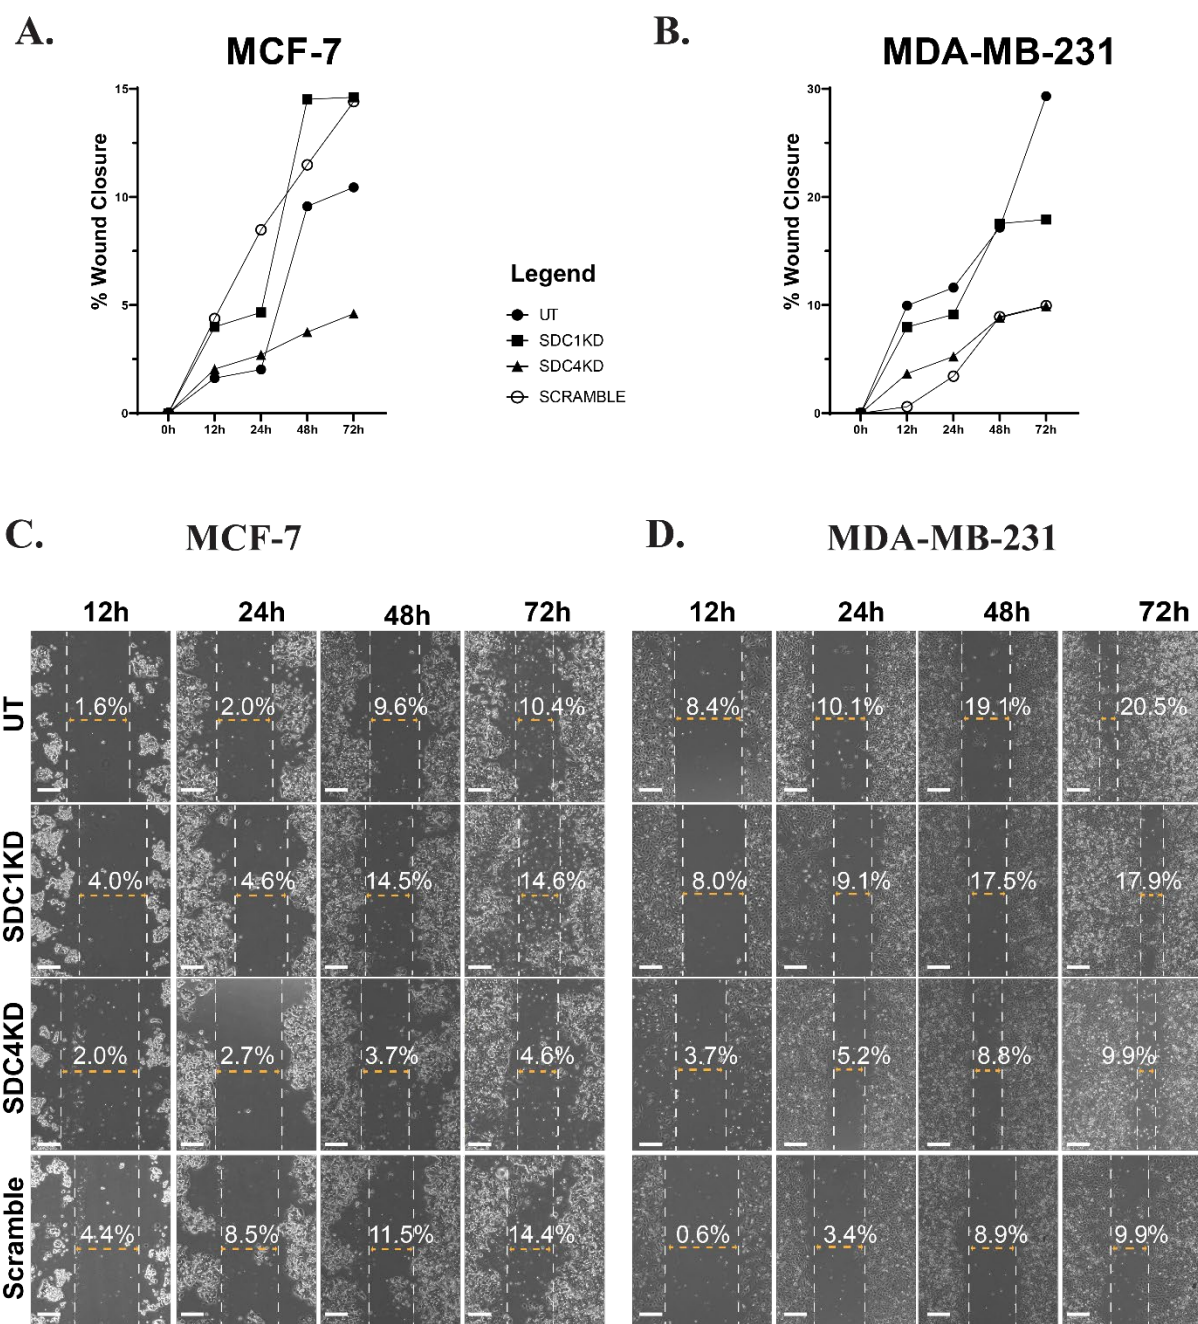 A.
MCF-7
% Wound Closure
15
10
5
0
0h 12h 24h 48h 72h
Legend
UT
SDC1KD
SDC4KD
SCRAMBLE
B.
MDA-MB-231
% Wound Closure
30
20
10
0
0h 12h 24h 48h 72h
C.
MCF-7
12h 24h 48h 72h
UT
1.6% 2.0% 9.6% 10.4%
SDC1KD
4.0% 4.6% 14.5% 14.6%
SDC4KD
2.0% 2.7% 3.7% 4.6%
Scramble
4.4% 8.5% 11.5% 14.4%
D.
MDA-MB-231
12h 24h 48h 72h
8.4% 10.1% 19.1% 20.5%
8.0% 9.1% 17.5% 17.9%
3.7% 5.2% 8.8% 9.9%
0.6% 3.4% 8.9% 9.9%